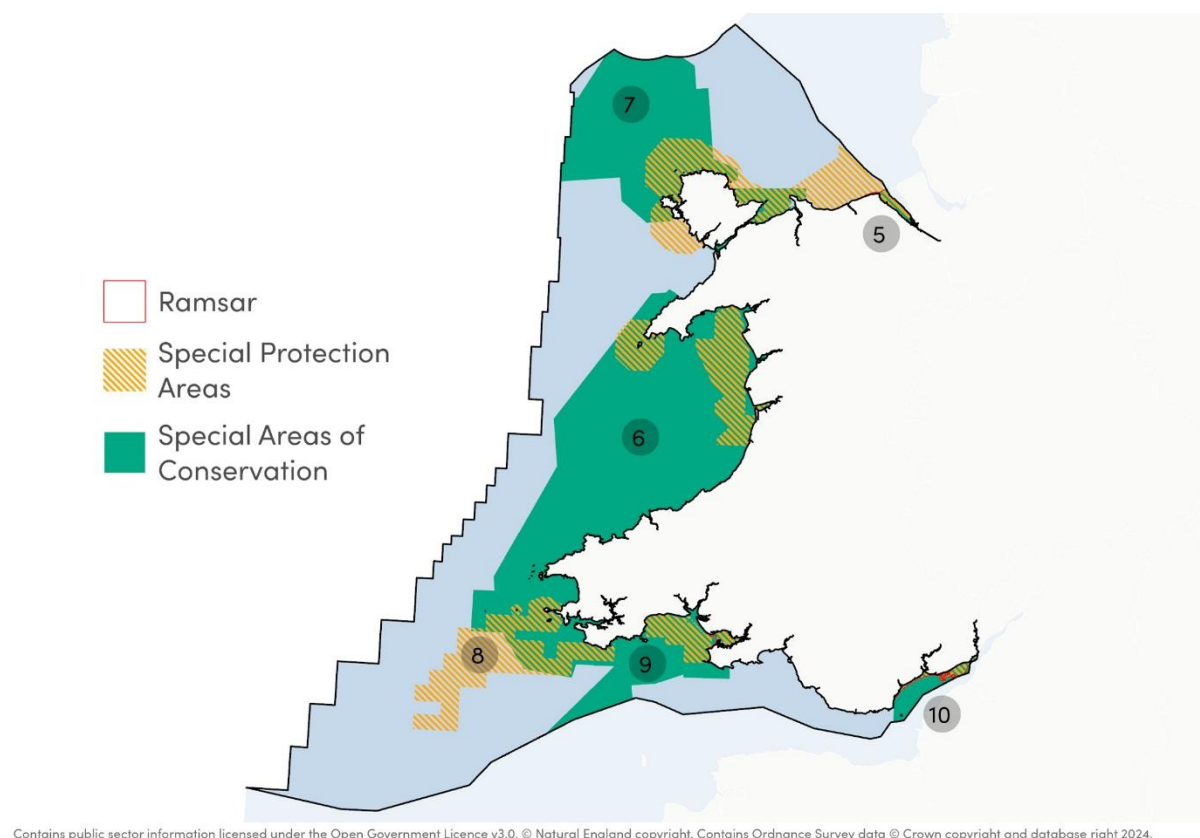 7
5
Ramsar
Special Protection
Areas
6
Special Areas of
Conservation
8
9
10
Contains public sector information licensed under the Open Government Licence v3.0. © Natural England copyright. Contains Ordnance Survey data © Crown copyright and database right 2024.